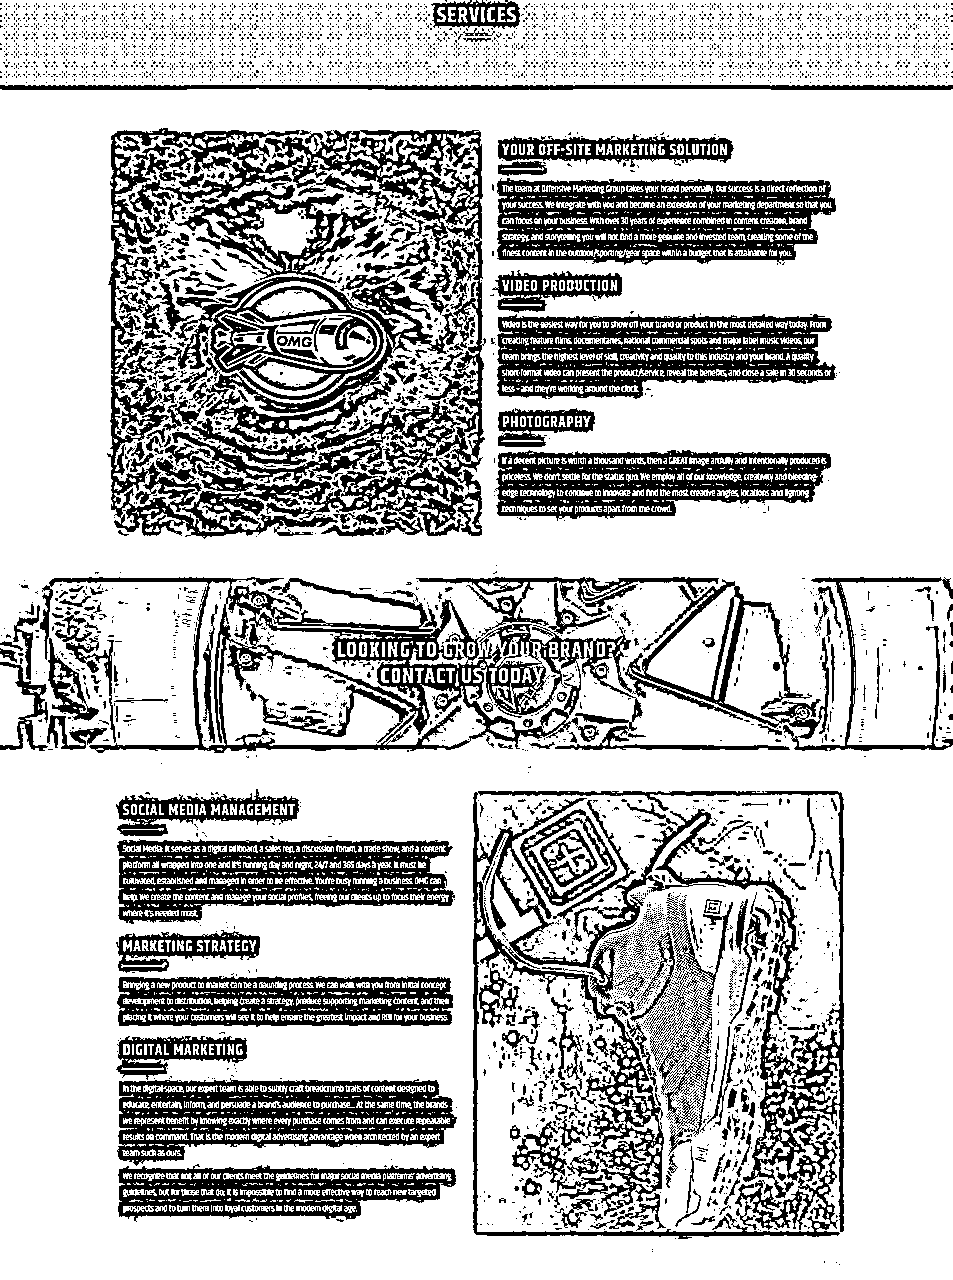 SERVICES
YOUR OFF-SITE MARKETING SOLUTION
The team at Offensive Marketing Group takes your brand personally. Our success is a direct reflection of
your success. We integrate with you and become an extension of your marketing department so that you
can focus on your business. With over 30 years of experience combined in content creation, brand
strategy, and storytelling you will not find a more genuine and invested team, creating some of the
finest content in the outdoor/sporting/gear space within a budget that is attainable for you.
VIDEO PRODUCTION
Video is the easiest way for you to show off your brand or product in the most detailed way today. From
creating feature films, documentaries, national commercial spots and major label music videos, our
team brings the highest level of skill, creativity and quality to this industry and your brand. A quality
short-format video can present the product/service, reveal the benefits, and close a sale in 30 seconds or
less – and they're working around the clock.
OMG
PHOTOGRAPHY
If a decent picture is worth a thousand words, then a GREAT image artfully and intentionally produced is
priceless. We don't settle for the status quo. We employ all of our knowledge, creativity and bleeding-
edge technology to continue to innovate and find the most creative angles, locations and lighting
techniques to set your products apart from the crowd.
LOOKING TO GROW YOUR BRAND?
CONTACT US TODAY
SOCIAL MEDIA MANAGEMENT
Social Media. It serves as a digital billboard, a sales rep, a discussion forum, a trade show, and a content
platform all wrapped into one and it's running day and night, 24/7 and 365 days a year. It must be
cultivated, established and managed in order to be effective. You're busy running a business. OMG can
help. We create the content and manage your social profiles, freeing our clients up to focus their energy
where it's needed most.
MARKETING STRATEGY
Bringing a new product to market can be a daunting process. We can walk with you from initial concept
development to distribution, helping create a strategy, produce supporting marketing content, and then
placing it where your customers will see it to help ensure the greatest impact and ROI for your business.
DIGITAL MARKETING
In the digital space, our expert team is able to subtly craft breadcrumb trails of content designed to
educate, entertain, inform, and persuade a brand's audience to purchase... At the same time, the brands
we represent benefit by knowing exactly where every purchase comes from and can execute repeatable
results on command. That is the modern digital advertising advantage when architected by an expert
team such as ours.
We recognize that not all of our clients meet the guidelines for major social media platforms' advertising
guidelines, but for those that do, it is impossible to find a more effective way to reach new targeted
prospects and to turn them into loyal customers in the modern digital age.